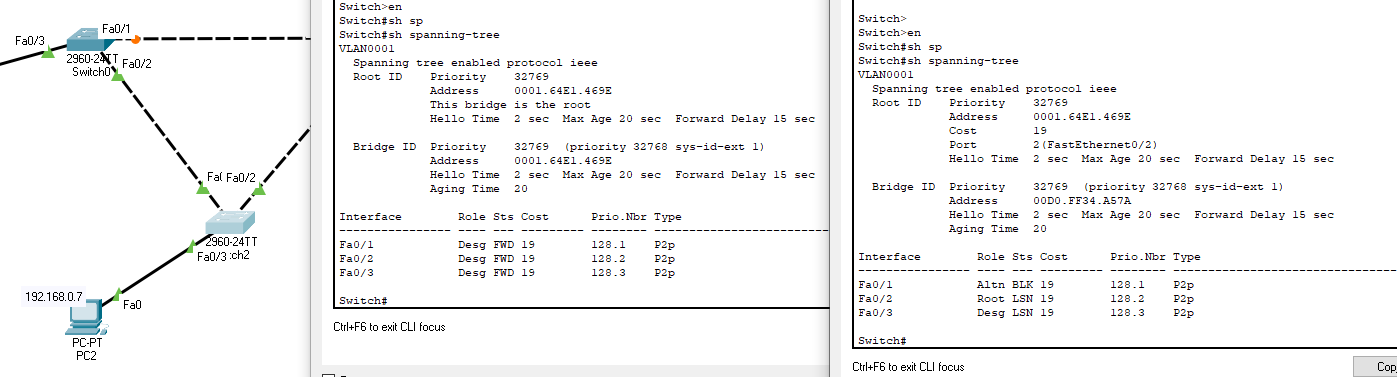 Fa0/1
Fa0/3
2960-24TT
Switch0
Fa0/2
Fa( Fa0/2
2960-24TT
Fa0/3 :ch2
192.168.0.7
Fa0
PC-PT
PC2
Switch>en
Switch#sh sp
Switch#sh spanning-tree
VLAN0001
Spanning tree enabled protocol ieee
Root ID Priority 32769
Address 0001.64E1.469E
This bridge is the root
Hello Time 2 sec Max Age 20 sec Forward Delay 15 sec
Bridge ID Priority 32769 (priority 32768 sys-id-ext 1)
Address 0001.64E1.469E
Hello Time 2 sec Max Age 20 sec Forward Delay 15 sec
Aging Time 20
Interface Role Sts Cost Prio.Nbr Type
---------------- ---- --- --------- -------- --------------------------------
Fa0/1 Desg FWD 19 128.1 P2p
Fa0/2 Desg FWD 19 128.2 P2p
Fa0/3 Desg FWD 19 128.3 P2p
Switch#
Ctrl+F6 to exit CLI focus
Switch>
Switch>en
Switch#sh sp
Switch#sh spanning-tree
VLAN0001
Spanning tree enabled protocol ieee
Root ID Priority 32769
Address 0001.64E1.469E
Cost 19
Port 2(FastEthernet0/2)
Hello Time 2 sec Max Age 20 sec Forward Delay 15 sec
Bridge ID Priority 32769 (priority 32768 sys-id-ext 1)
Address 00D0.FF34.A57A
Hello Time 2 sec Max Age 20 sec Forward Delay 15 sec
Aging Time 20
Interface Role Sts Cost Prio.Nbr Type
---------------- ---- --- --------- -------- --------------------------------
Fa0/1 Altn BLK 19 128.1 P2p
Fa0/2 Root LSN 19 128.2 P2p
Fa0/3 Desg LSN 19 128.3 P2p
Switch#
Ctrl+F6 to exit CLI focus
Cop